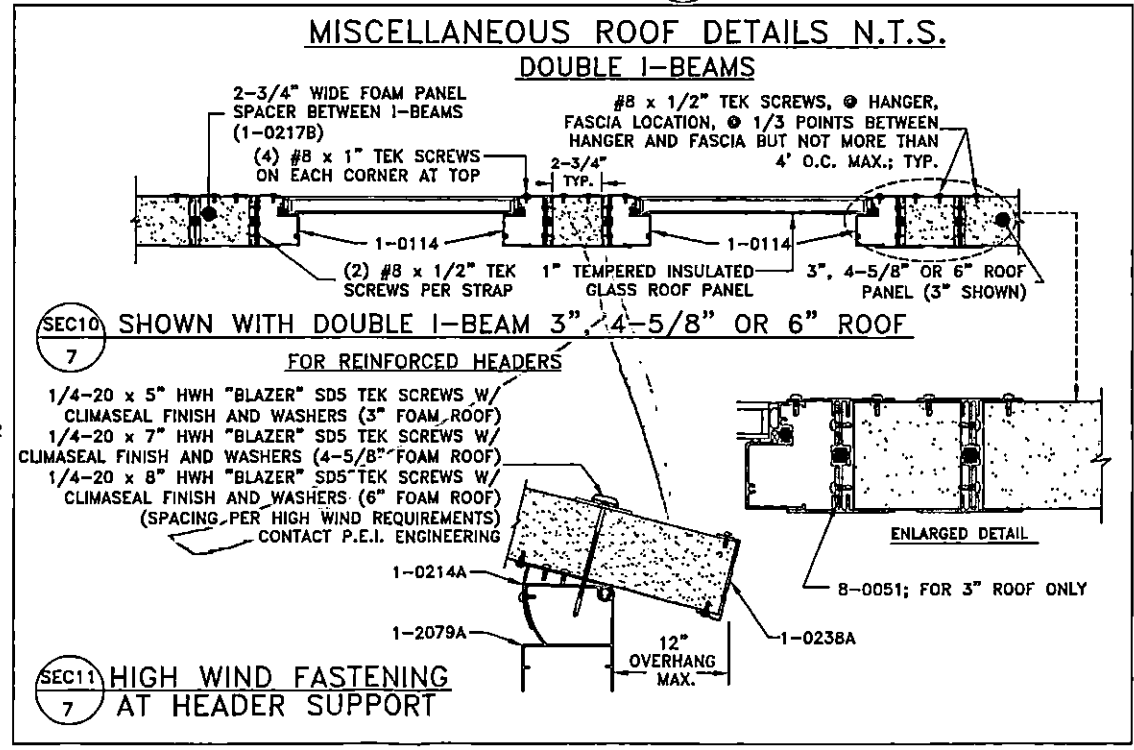 MISCELLANEOUS ROOF DETAILS N.T.S.
DOUBLE I-BEAMS
2-3/4" WIDE FOAM PANEL
SPACER BETWEEN I-BEAMS
(1-0217B)
(4) #8 x 1" TEK SCREWS
ON EACH CORNER AT TOP
2-3/4"
TYP.
#8 x 1/2" TEK SCREWS, @ HANGER,
FASCIA LOCATION, @ 1/3 POINTS BETWEEN
HANGER AND FASCIA BUT NOT MORE THAN
4' O.C. MAX.; TYP.
1-0114
1-0114
(2) #8 x 1/2" TEK
SCREWS PER STRAP
1" TEMPERED INSULATED
GLASS ROOF PANEL
3", 4-5/8" OR 6" ROOF
PANEL (3" SHOWN)
SEC10
7
SHOWN WITH DOUBLE I-BEAM 3", 4-5/8" OR 6" ROOF
FOR REINFORCED HEADERS
1/4-20 x 5" HWH "BLAZER" SD5 TEK SCREWS W/
CLIMASEAL FINISH AND WASHERS (3" FOAM ROOF)
1/4-20 x 7" HWH "BLAZER" SD5 TEK SCREWS W/
CLIMASEAL FINISH AND WASHERS (4-5/8" FOAM ROOF)
1/4-20 x 8" HWH "BLAZER" SD5 TEK SCREWS W/
CLIMASEAL FINISH AND WASHERS (6" FOAM ROOF)
(SPACING PER HIGH WIND REQUIREMENTS)
CONTACT P.E.I. ENGINEERING
1-0214A
1-2079A
12"
OVERHANG
MAX.
1-0238A
ENLARGED DETAIL
8-0051; FOR 3" ROOF ONLY
SEC11
7
HIGH WIND FASTENING
AT HEADER SUPPORT